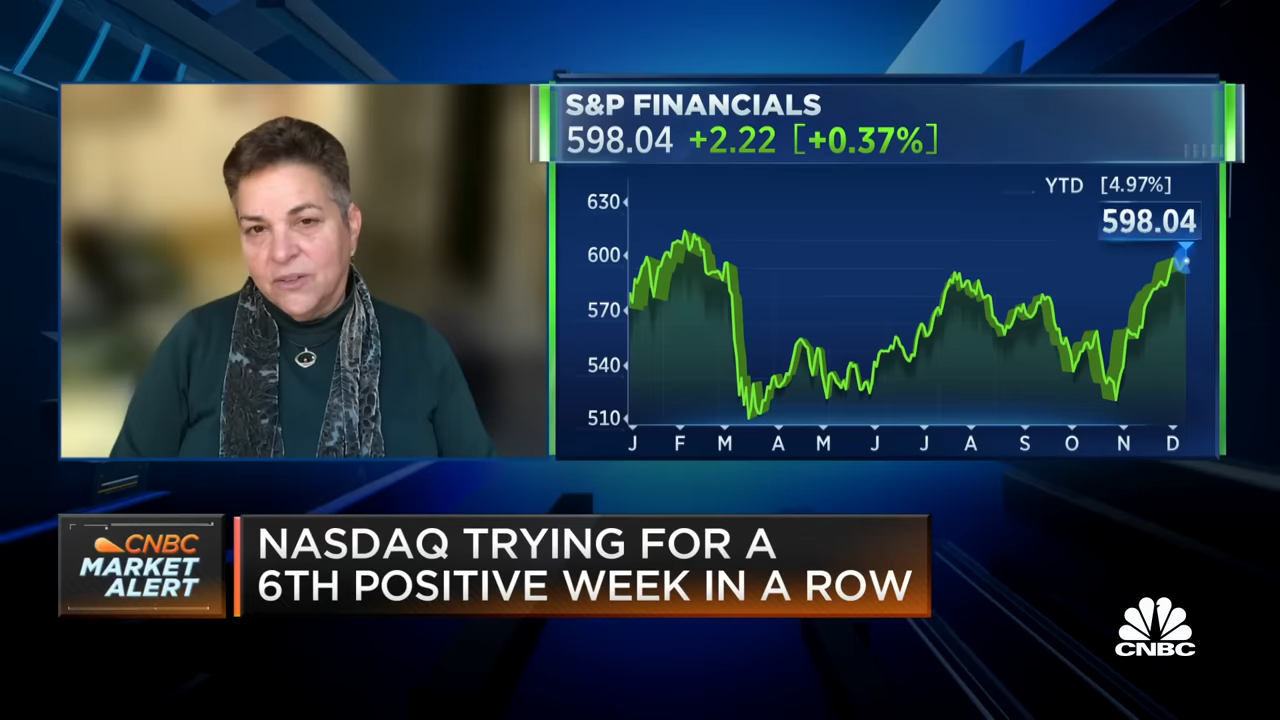 S&P FINANCIALS
598.04 +2.22 [+0.37%]
YTD [4.97%]
598.04
630
600
570
540
510
J F M A M J J A S O N D
CNBC
MARKET
ALERT
NASDAQ TRYING FOR A
6TH POSITIVE WEEK IN A ROW
CNBC